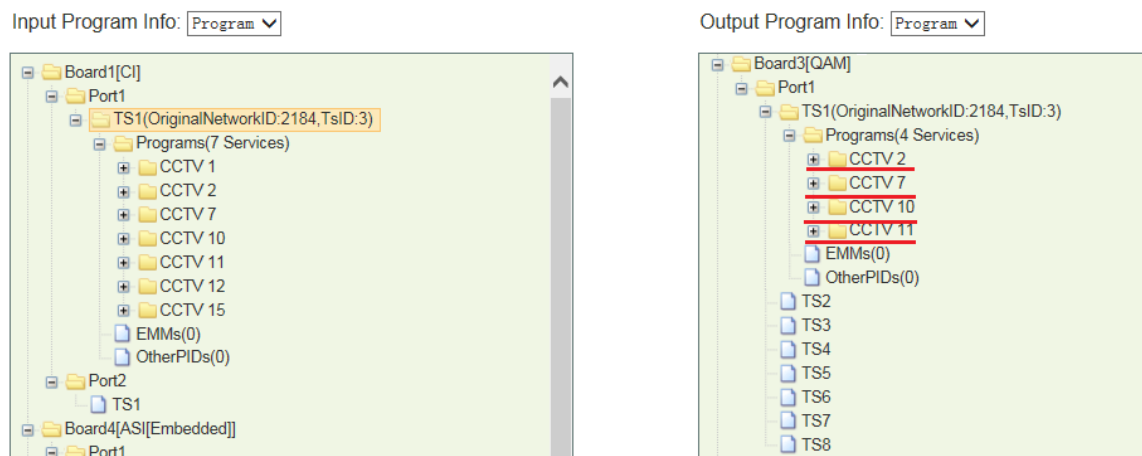 Input Program Info: Program
Board1[CI]
Port1
TS1(OriginalNetworkID:2184,TsID:3)
Programs(7 Services)
CCTV 1
CCTV 2
CCTV 7
CCTV 10
CCTV 11
CCTV 12
CCTV 15
EMMs(0)
OtherPIDs(0)
Port2
TS1
Board4[ASI[Embedded]]
Port1
Output Program Info: Program
Board3[QAM]
Port1
TS1(OriginalNetworkID:2184,TsID:3)
Programs(4 Services)
CCTV 2
CCTV 7
CCTV 10
CCTV 11
EMMs(0)
OtherPIDs(0)
TS2
TS3
TS4
TS5
TS6
TS7
TS8